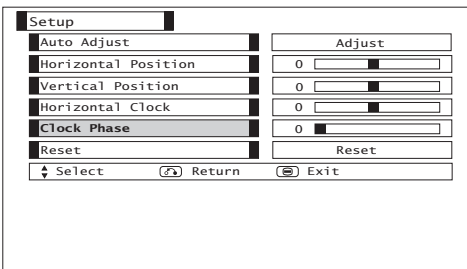 Setup
Auto Adjust Adjust
Horizontal Position 0
Vertical Position 0
Horizontal Clock 0
Clock Phase 0
Reset Reset
Select Return Exit